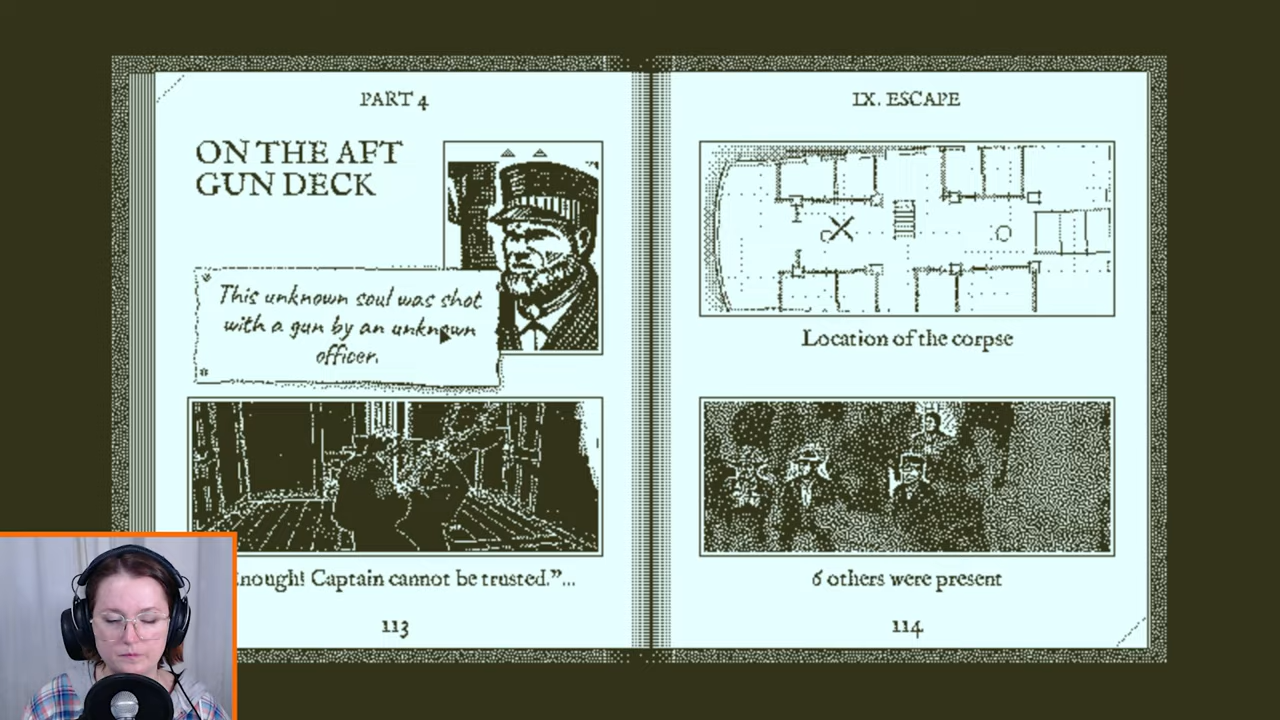 PART 4
ON THE AFT
GUN DECK
This unknown soul was shot
with a gun by an unknown
officer.
nough! Captain cannot be trusted."...
113
IX. ESCAPE
Location of the corpse
6 others were present
114